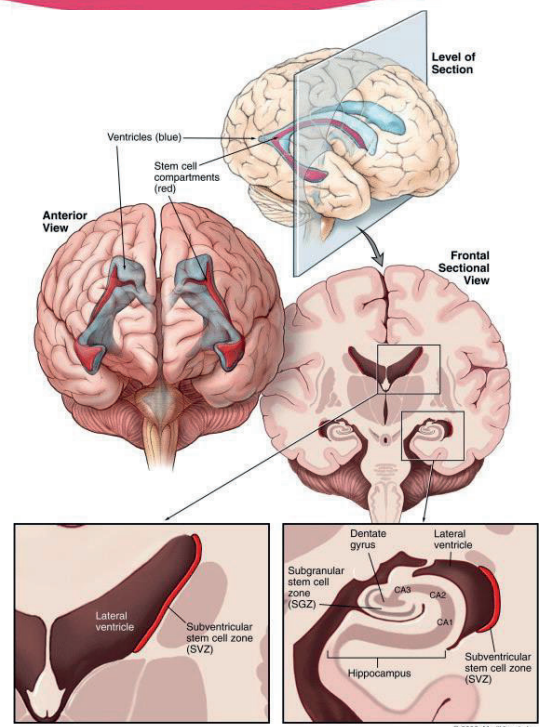 Level of
Section
Ventricles (blue)
Stem cell
compartments
(red)
Anterior
View
Frontal
Sectional
View
Lateral
ventricle
Subventricular
stem cell zone
(SVZ)
Dentate
gyrus
Lateral
ventricle
Subgranular
stem cell
zone
(SGZ)
CA3
CA2
CA1
Hippocampus
Subventricular
stem cell zone
(SVZ)